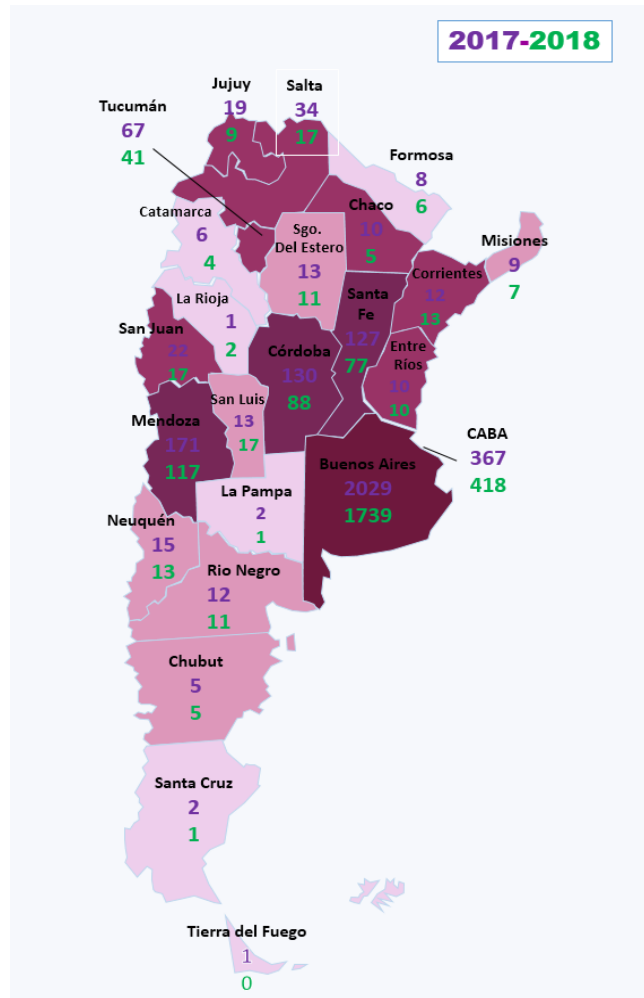 2017-2018
Jujuy
19
9
Salta
34
17
Tucumán
67
41
Formosa
8
6
Catamarca
6
4
Sgo.
Del Estero
13
11
Chaco
10
5
Misiones
9
7
Corrientes
12
13
La Rioja
1
2
Santa
Fe
127
77
San Juan
22
17
Córdoba
130
88
Entre
Ríos
10
10
San Luis
13
17
Mendoza
171
117
CABA
367
418
Buenos Aires
2029
1739
La Pampa
2
1
Neuquén
15
13
Rio Negro
12
11
Chubut
5
5
Santa Cruz
2
1
Tierra del Fuego
1
0